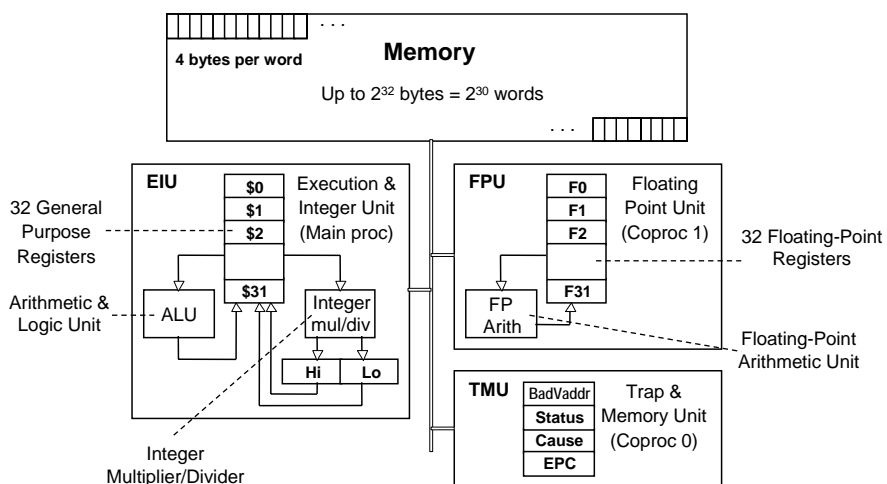 . . .
4 bytes per word
Memory
Up to 2³² bytes = 2³⁰ words
. . .
EIU
$0
$1
$2
$31
Execution &
Integer Unit
(Main proc)
32 General
Purpose
Registers
Arithmetic &
Logic Unit
ALU
Integer
mul/div
Hi
Lo
Integer
Multiplier/Divider
FPU
F0
F1
F2
F31
Floating
Point Unit
(Coproc 1)
32 Floating-Point
Registers
FP
Arith
Floating-Point
Arithmetic Unit
TMU
BadVaddr
Status
Cause
EPC
Trap &
Memory Unit
(Coproc 0)